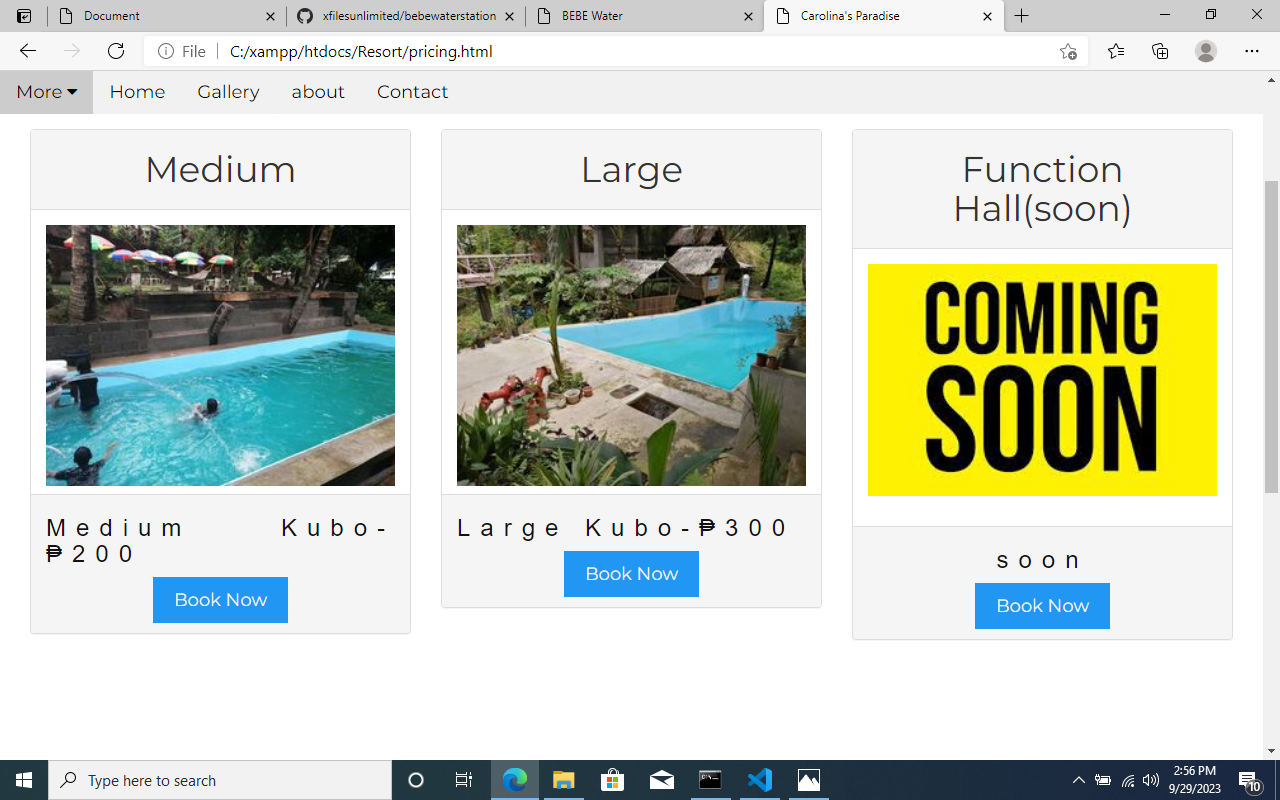 Document
xfilesunlimited/bebewaterstation
BEBE Water
Carolina's Paradise
File
C:/xampp/htdocs/Resort/pricing.html
More Home Gallery about Contact
Medium
Large
Function
Hall(soon)
COMING
SOON
Medium Kubo-
₱200
Book Now
Large Kubo-₱300
Book Now
soon
Book Now
Type here to search
2:56 PM
9/29/2023
10